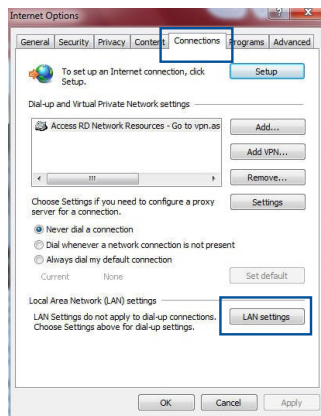 Internet Options
General Security Privacy Content Connections Programs Advanced
To set up an Internet connection, click
Setup.
Setup
Dial-up and Virtual Private Network settings
Access RD Network Resources - Go to vpn.as
Add...
Add VPN...
Remove...
Choose Settings if you need to configure a proxy
server for a connection.
Settings
Never dial a connection
Dial whenever a network connection is not present
Always dial my default connection
Current None
Set default
Local Area Network (LAN) settings
LAN Settings do not apply to dial-up connections.
Choose Settings above for dial-up settings.
LAN settings
OK Cancel Apply